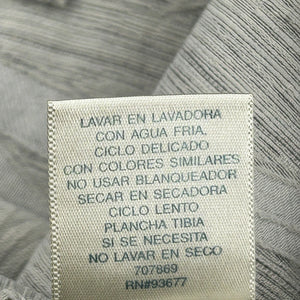 LAVAR EN LAVADORA
CON AGUA FRIA.
CICLO DELICADO
CON COLORES SIMILARES
NO USAR BLANQUEADOR
SECAR EN SECADORA
CICLO LENTO
PLANCHA TIBIA
SI SE NECESITA
NO LAVAR EN SECO
707869
RN#93677